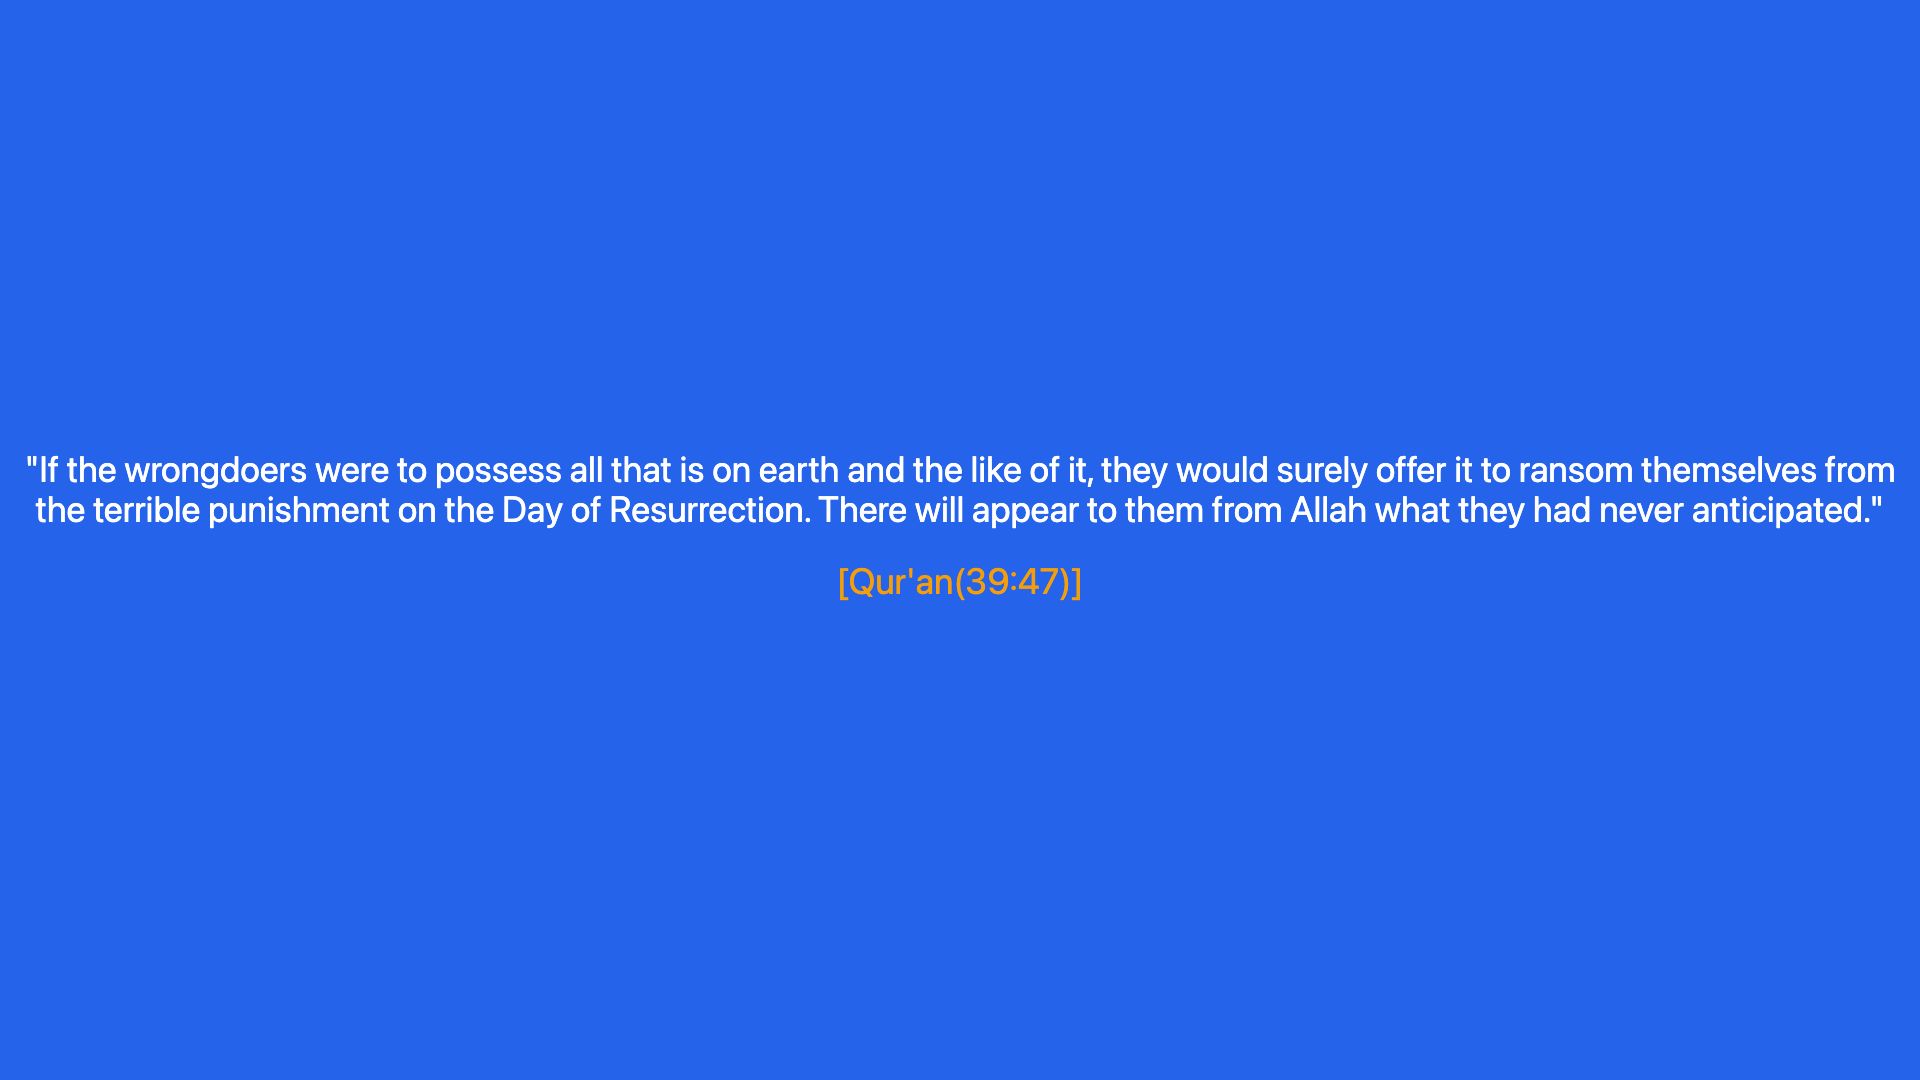 "If the wrongdoers were to possess all that is on earth and the like of it, they would surely offer it to ransom themselves from
the terrible punishment on the Day of Resurrection. There will appear to them from Allah what they had never anticipated."
[Qur'an(39:47)]